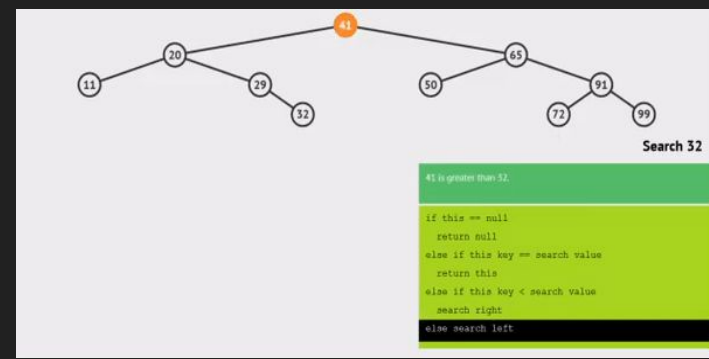 41
20
65
11
29
50
91
32
72
99
Search 32
41 is greater than 32.
if this == null
return null
else if this key == search value
return this
else if this key < search value
search right
else search left